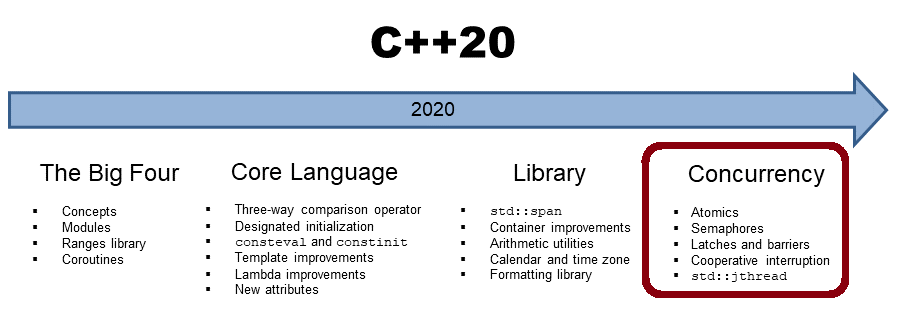 C++20
2020
The Big Four
Concepts
Modules
Ranges library
Coroutines
Core Language
Three-way comparison operator
Designated initialization
consteval and constinit
Template improvements
Lambda improvements
New attributes
Library
std::span
Container improvements
Arithmetic utilities
Calendar and time zone
Formatting library
Concurrency
Atomics
Semaphores
Latches and barriers
Cooperative interruption
std::jthread